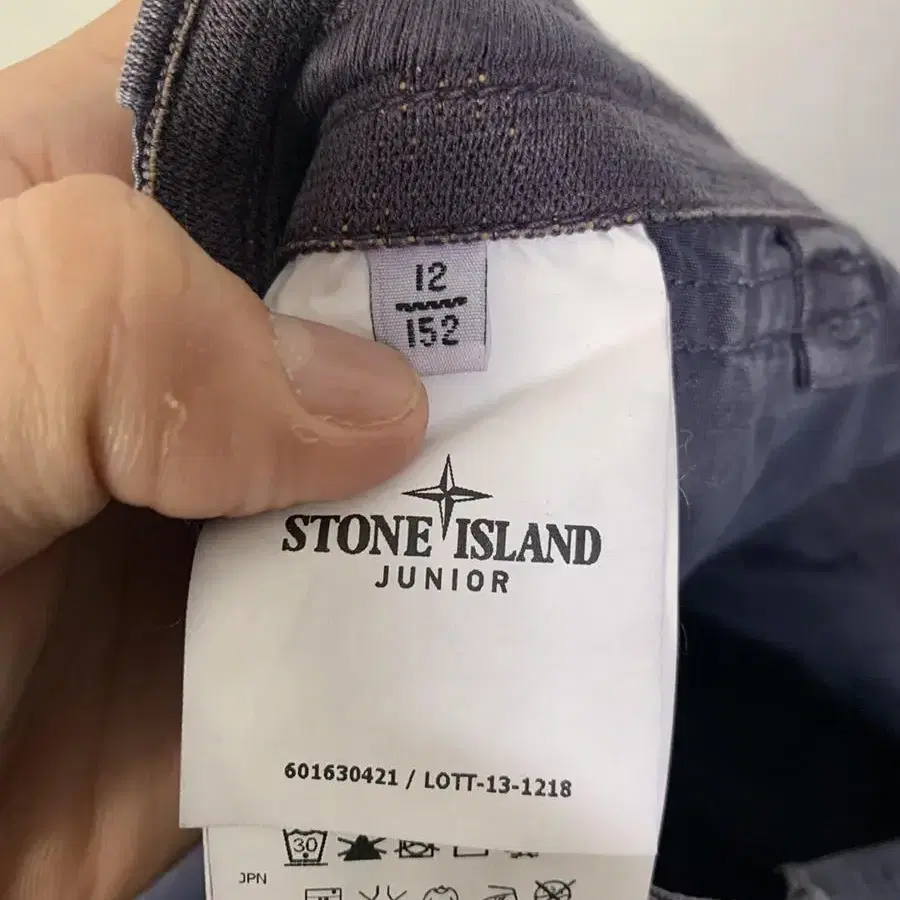 12
152
STONE ISLAND
JUNIOR
601630421 / LOTT-13-1218
30
JPN